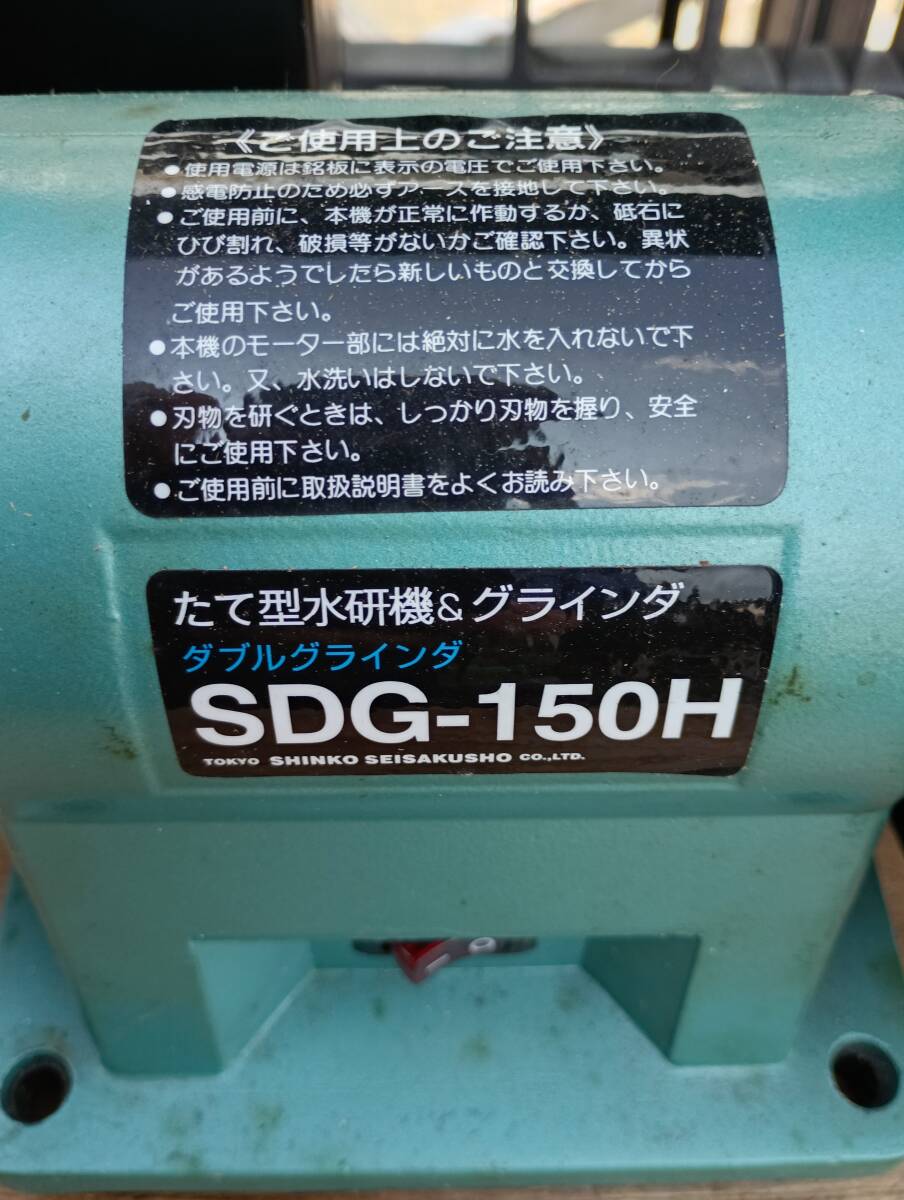 《ご使用上のご注意》
●使用電源は銘板に表示の電圧でご使用下さい。
●感電防止のため必ずアースを接地して下さい。
●ご使用前に、本機が正常に作動するか、砥石に
ひび割れ、破損等がないかご確認下さい。異状
があるようでしたら新しいものと交換してから
ご使用下さい。
●本機のモーター部には絶対に水を入れないで下
さい。又、水洗いはしないで下さい。
●刃物を研ぐときは、しっかり刃物を握り、安全
にご使用下さい。
●ご使用前に取扱説明書をよくお読み下さい。
たて型水研機&グラインダ
ダブルグラインダ
SDG-150H
TOKYO SHINKO SEISAKUSHO CO.,LTD.